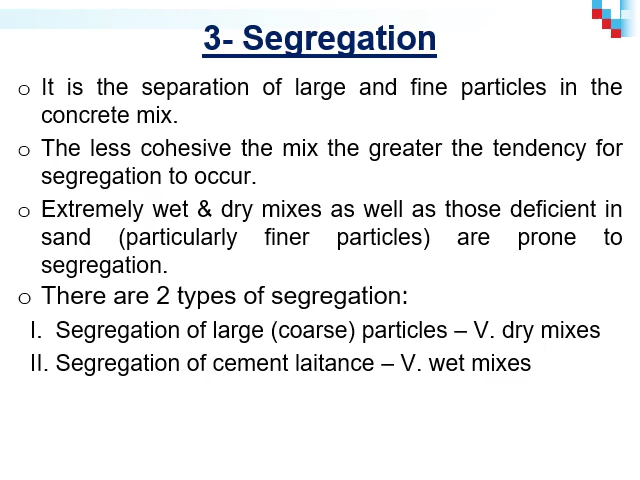 3- Segregation
o It is the separation of large and fine particles in the
concrete mix.
o The less cohesive the mix the greater the tendency for
segregation to occur.
o Extremely wet & dry mixes as well as those deficient in
sand (particularly finer particles) are prone to
segregation.
o There are 2 types of segregation:
I. Segregation of large (coarse) particles – V. dry mixes
II. Segregation of cement laitance – V. wet mixes